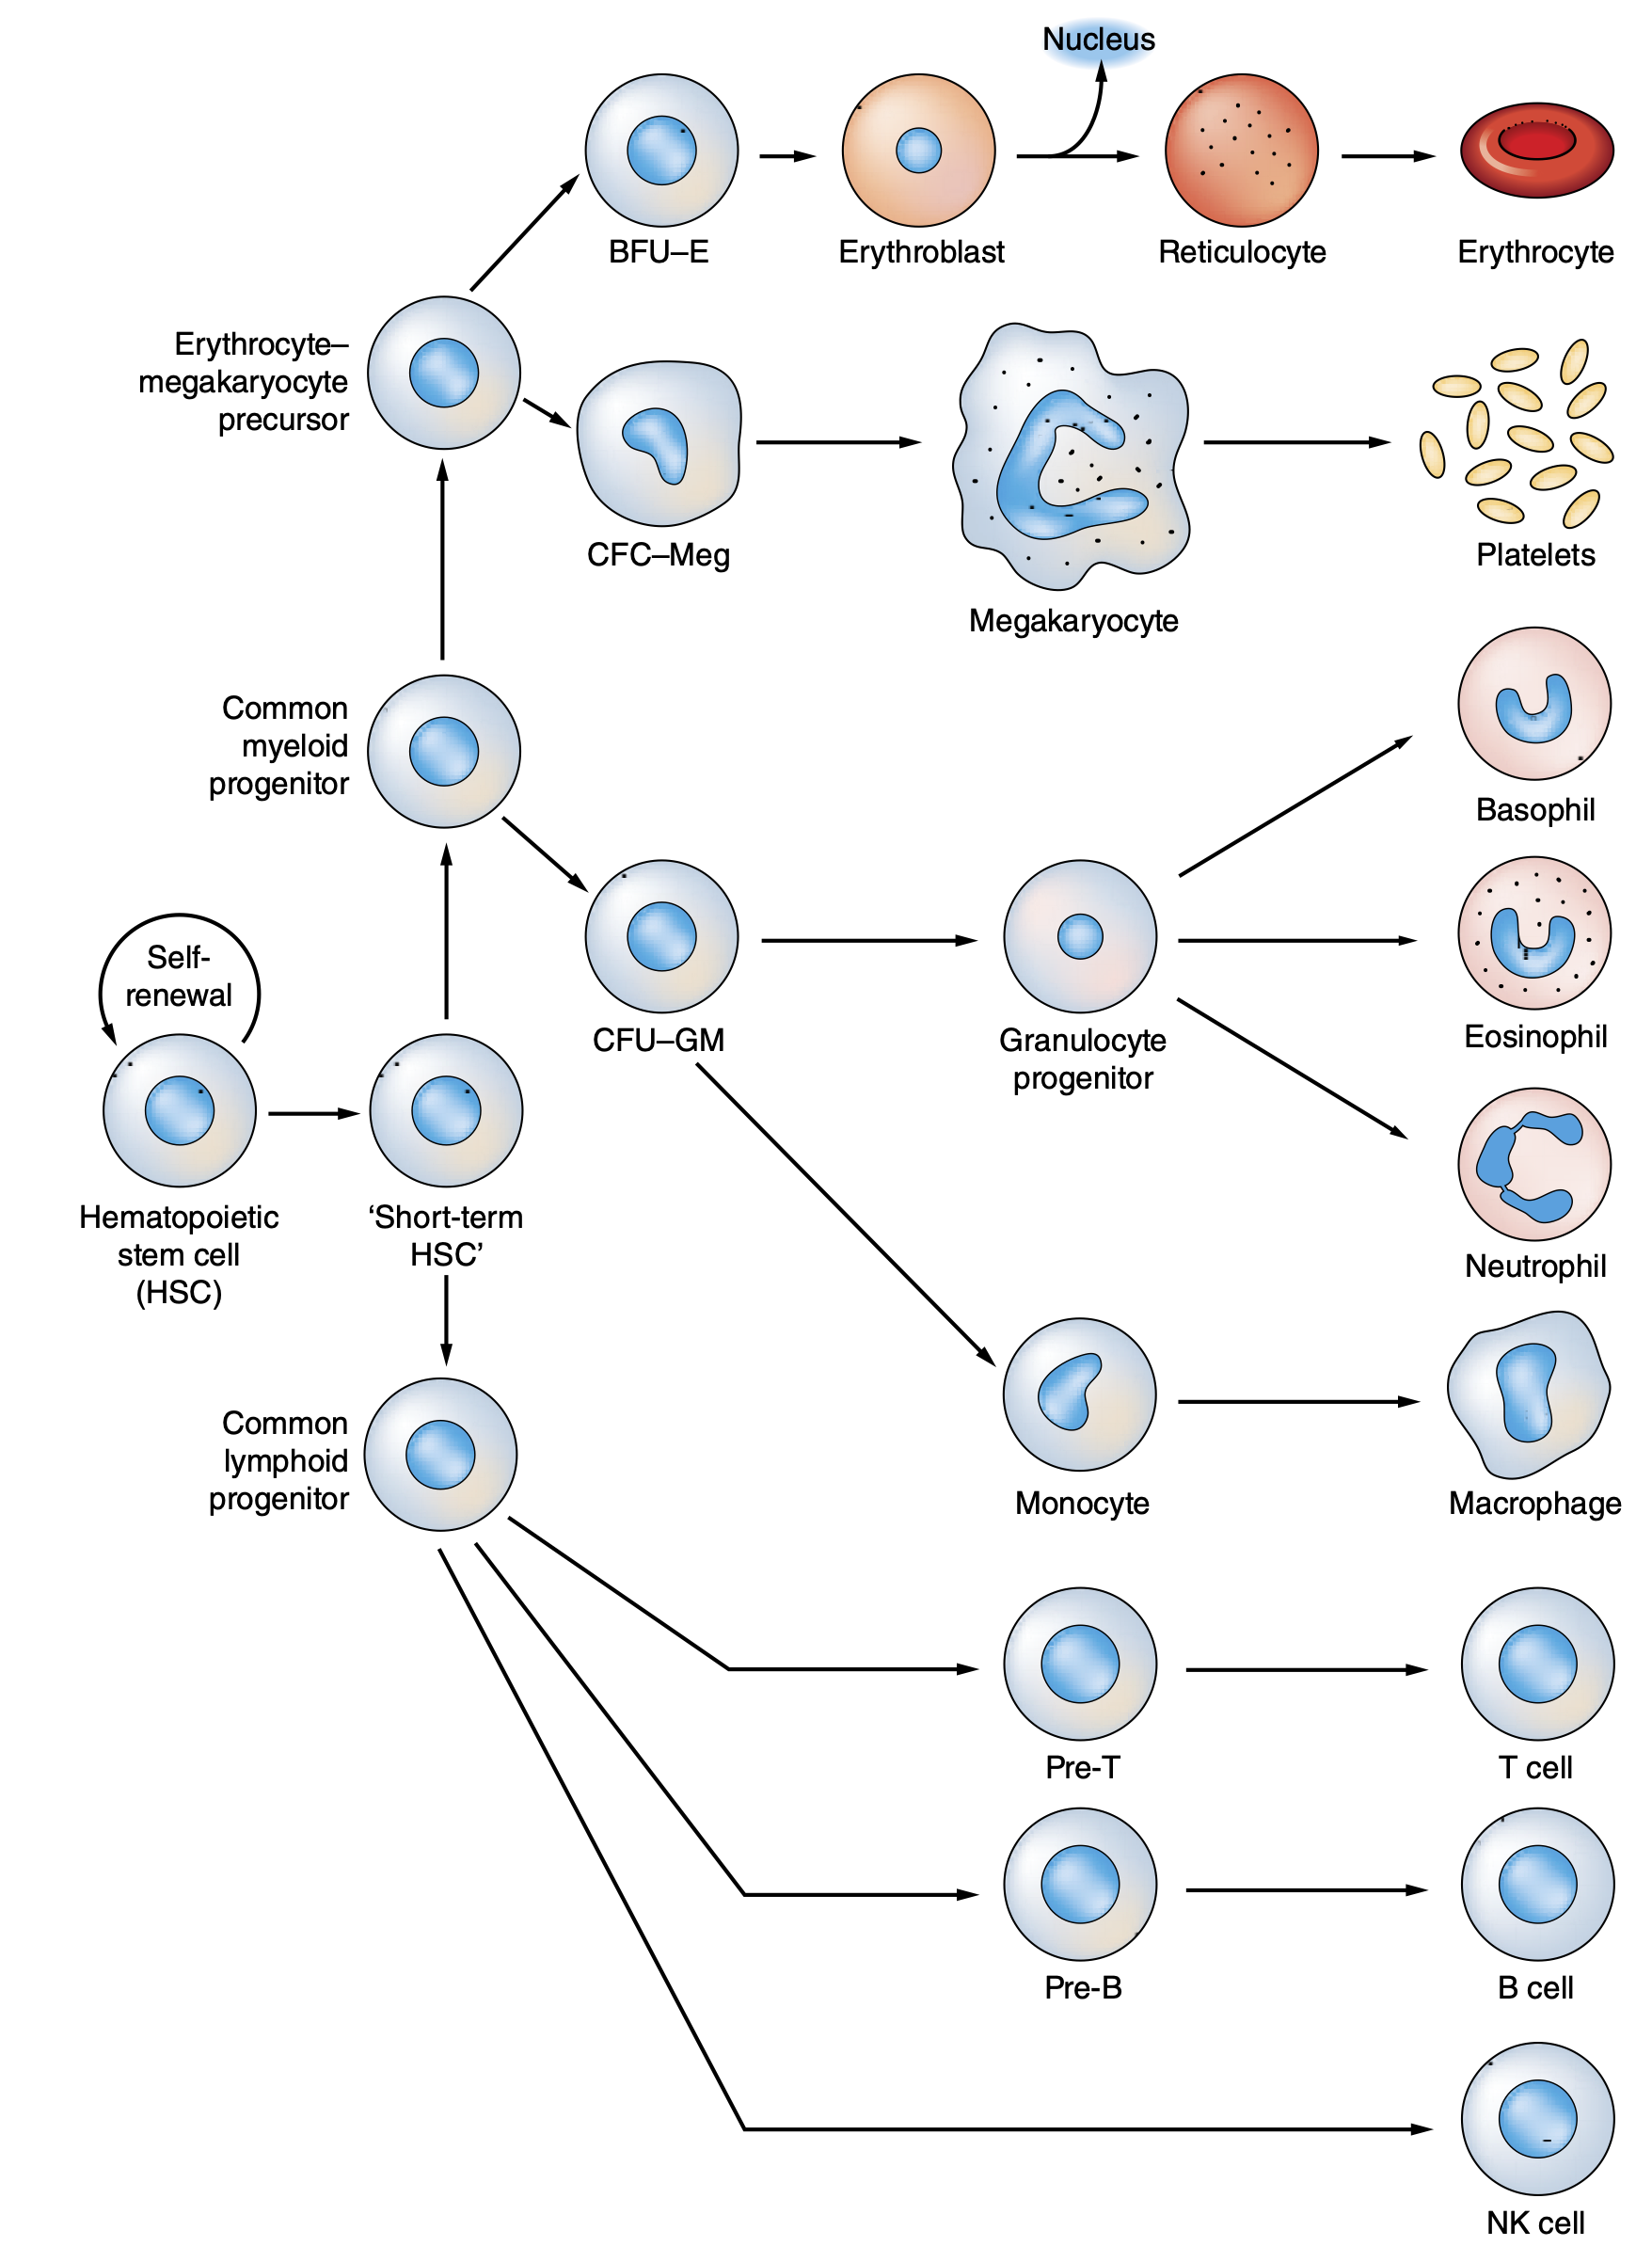 Nucleus
BFU–E
Erythroblast
Reticulocyte
Erythrocyte
Erythrocyte–
megakaryocyte
precursor
CFC–Meg
Megakaryocyte
Platelets
Common
myeloid
progenitor
Basophil
Self-
renewal
CFU–GM
Granulocyte
progenitor
Eosinophil
Hematopoietic
stem cell
(HSC)
‘Short-term
HSC’
Neutrophil
Common
lymphoid
progenitor
Monocyte
Macrophage
Pre-T
T cell
Pre-B
B cell
NK cell